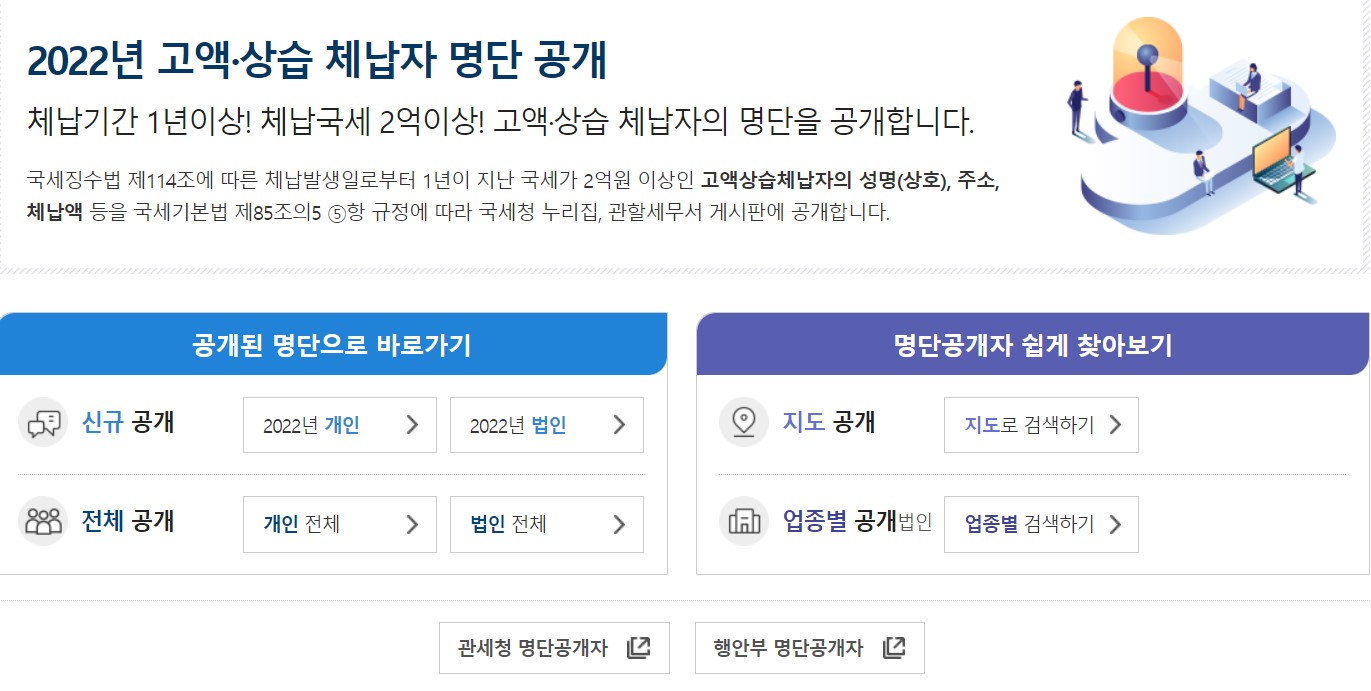 2022년 고액·상습 체납자 명단 공개
체납기간 1년이상! 체납국세 2억이상! 고액·상습 체납자의 명단을 공개합니다.
국세징수법 제114조에 따른 체납발생일로부터 1년이 지난 국세가 2억원 이상인 고액상습체납자의 성명(상호), 주소,
체납액 등을 국세기본법 제85조의5 ⑤항 규정에 따라 국세청 누리집, 관할세무서 게시판에 공개합니다.
공개된 명단으로 바로가기
신규 공개
2022년 개인
2022년 법인
전체 공개
개인 전체
법인 전체
명단공개자 쉽게 찾아보기
지도 공개
지도로 검색하기
업종별 공개법인
업종별 검색하기
관세청 명단공개자
행안부 명단공개자